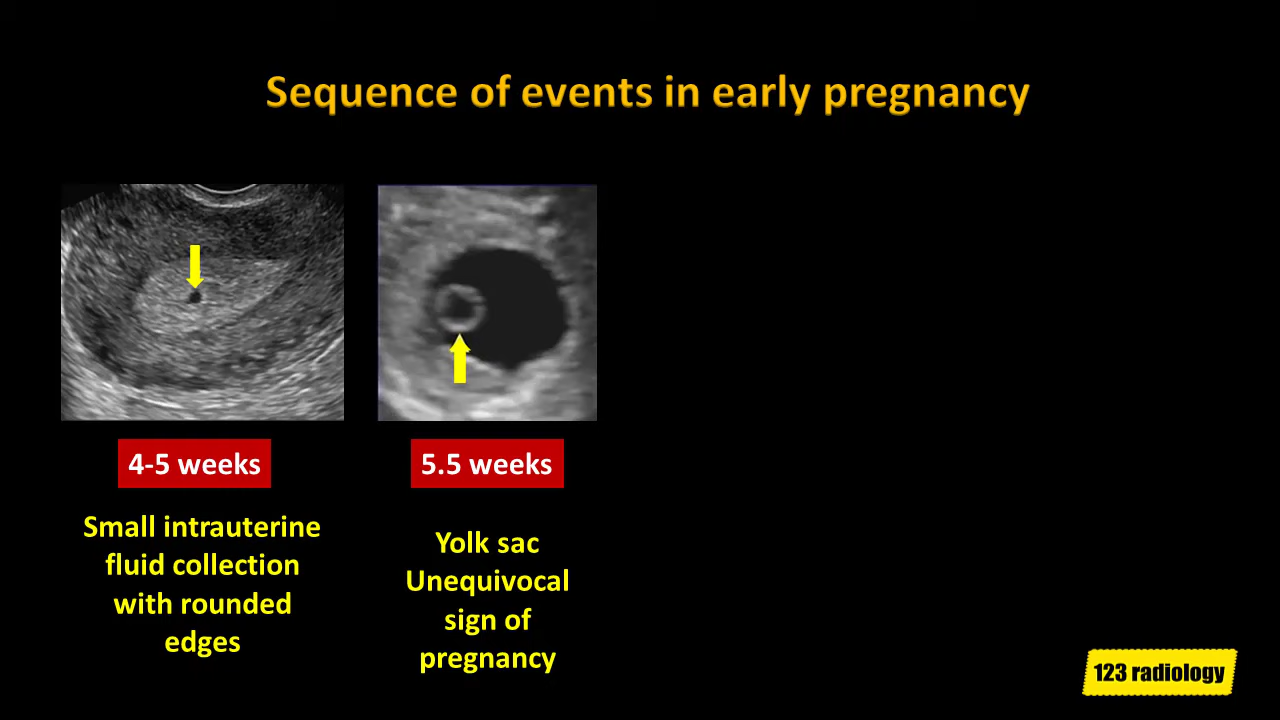 Sequence of events in early pregnancy
4-5 weeks
Small intrauterine
fluid collection
with rounded
edges
5.5 weeks
Yolk sac
Unequivocal
sign of
pregnancy
123 radiology